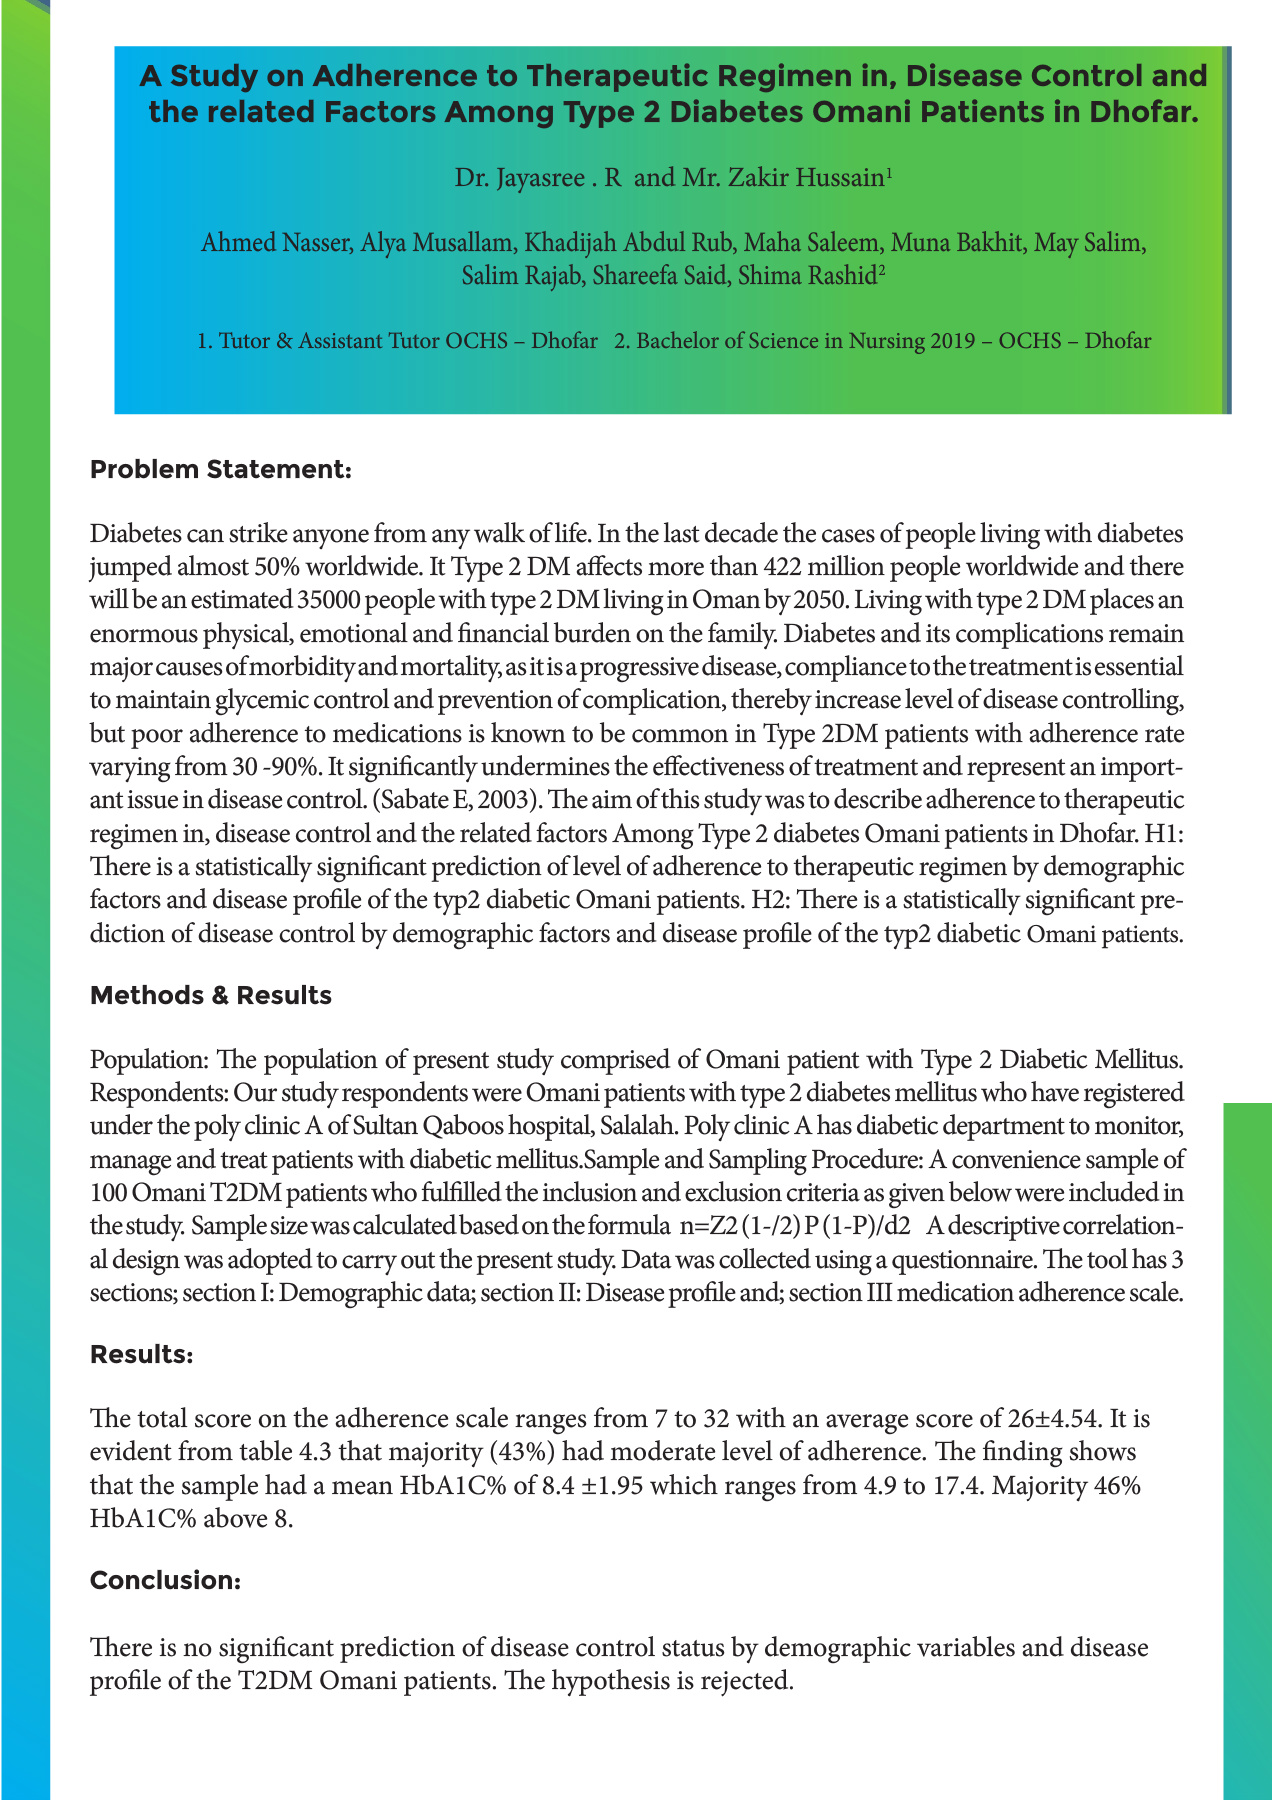 A Study on Adherence to Therapeutic Regimen in, Disease Control and
the related Factors Among Type 2 Diabetes Omani Patients in Dhofar.
Dr. Jayasree . R and Mr. Zakir Hussain1
Ahmed Nasser, Alya Musallam, Khadijah Abdul Rub, Maha Saleem, Muna Bakhit, May Salim,
Salim Rajab, Shareefa Said, Shima Rashid2
1. Tutor & Assistant Tutor OCHS – Dhofar 2. Bachelor of Science in Nursing 2019 – OCHS – Dhofar
Problem Statement:
Diabetes can strike anyone from any walk of life. In the last decade the cases of people living with diabetes
jumped almost 50% worldwide. It Type 2 DM affects more than 422 million people worldwide and there
will be an estimated 35000 people with type 2 DM living in Oman by 2050. Living with type 2 DM places an
enormous physical, emotional and financial burden on the family. Diabetes and its complications remain
major causes of morbidity and mortality, as it is a progressive disease, compliance to the treatment is essential
to maintain glycemic control and prevention of complication, thereby increase level of disease controlling,
but poor adherence to medications is known to be common in Type 2DM patients with adherence rate
varying from 30 -90%. It significantly undermines the effectiveness of treatment and represent an import-
ant issue in disease control. (Sabate E, 2003). The aim of this study was to describe adherence to therapeutic
regimen in, disease control and the related factors Among Type 2 diabetes Omani patients in Dhofar. H1:
There is a statistically significant prediction of level of adherence to therapeutic regimen by demographic
factors and disease profile of the typ2 diabetic Omani patients. H2: There is a statistically significant pre-
diction of disease control by demographic factors and disease profile of the typ2 diabetic Omani patients.
Methods & Results
Population: The population of present study comprised of Omani patient with Type 2 Diabetic Mellitus.
Respondents: Our study respondents were Omani patients with type 2 diabetes mellitus who have registered
under the poly clinic A of Sultan Qaboos hospital, Salalah. Poly clinic A has diabetic department to monitor,
manage and treat patients with diabetic mellitus.Sample and Sampling Procedure: A convenience sample of
100 Omani T2DM patients who fulfilled the inclusion and exclusion criteria as given below were included in
the study. Sample size was calculated based on the formula n=Z2 (1-/2) P (1-P)/d2 A descriptive correlation-
al design was adopted to carry out the present study. Data was collected using a questionnaire. The tool has 3
sections; section I: Demographic data; section II: Disease profile and; section III medication adherence scale.
Results:
The total score on the adherence scale ranges from 7 to 32 with an average score of 26±4.54. It is
evident from table 4.3 that majority (43%) had moderate level of adherence. The finding shows
that the sample had a mean HbA1C% of 8.4 ±1.95 which ranges from 4.9 to 17.4. Majority 46%
HbA1C% above 8.
Conclusion:
There is no significant prediction of disease control status by demographic variables and disease
profile of the T2DM Omani patients. The hypothesis is rejected.